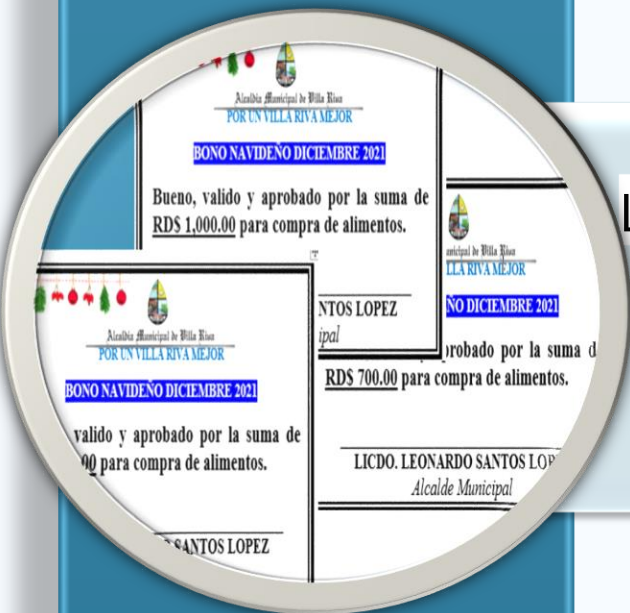 Alcaldia Municipal de Villa Riva
POR UN VILLA RIVA MEJOR
BONO NAVIDEÑO DICIEMBRE 2021
Bueno, valido y aprobado por la suma de
RD$ 1,000.00 para compra de alimentos.
NTOS LOPEZ
ipal
nicipal de Villa Riva
LLA RIVA MEJOR
ÑO DICIEMBRE 2021
probado por la suma d
RD$ 700.00 para compra de alimentos.
LICDO. LEONARDO SANTOS LOP
Alcalde Municipal
Alcaldia Municipal de Villa Riva
POR UN VILLA RIVA MEJOR
BONO NAVIDEÑO DICIEMBRE 2021
valido y aprobado por la suma de
00 para compra de alimentos.
SANTOS LOPEZ
L